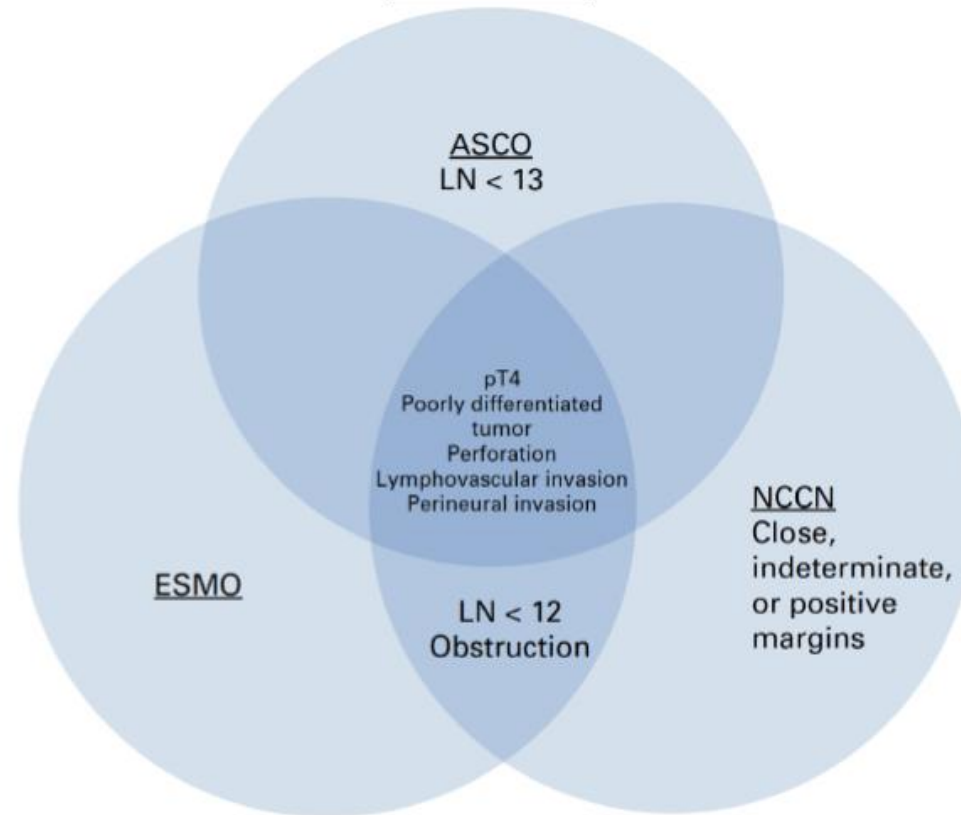 ASCO
LN < 13
pT4
Poorly differentiated
tumor
Perforation
Lymphovascular invasion
Perineural invasion
NCCN
Close,
indeterminate,
or positive
margins
ESMO
LN < 12
Obstruction